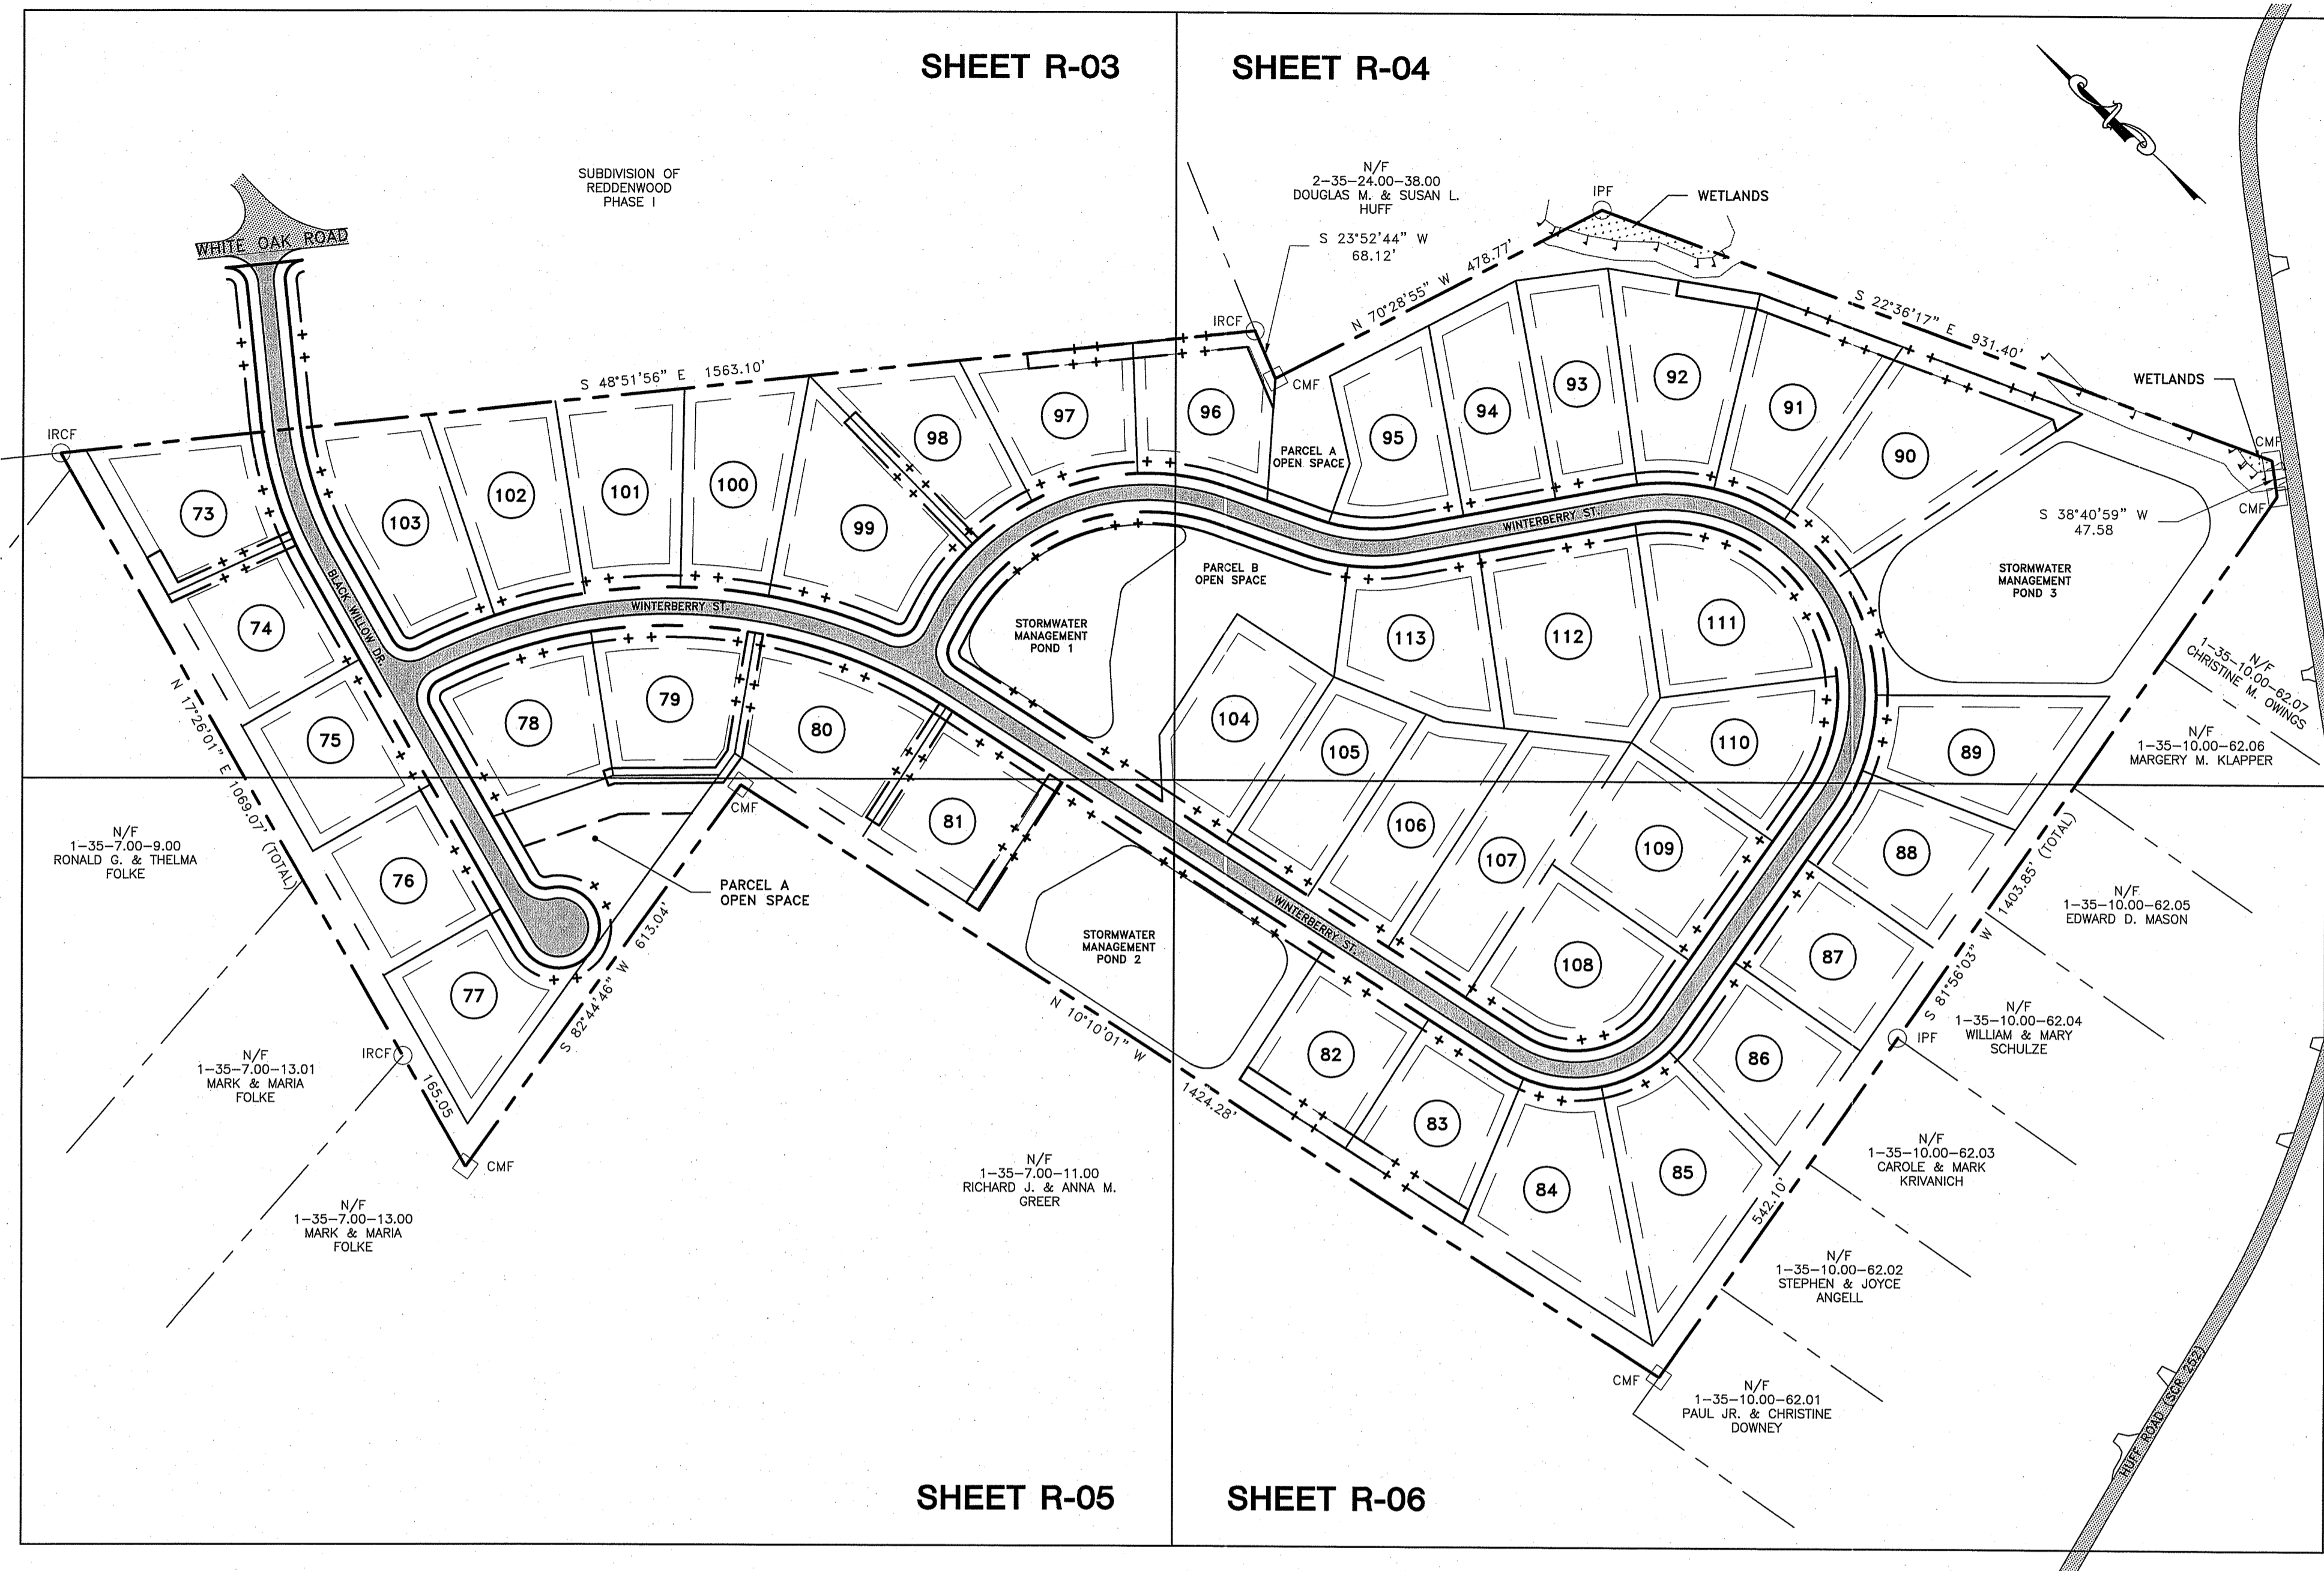 SHEET R-03
SHEET R-04
SUBDIVISION OF
REDDENWOOD
PHASE I
N/F
2-35-24.00-38.00
DOUGLAS M. & SUSAN L.
HUFF
S 23°52'44" W
68.12'
IPF
WETLANDS
WHITE OAK ROAD
N 70°28'55" W 478.77'
S 22°36'17" E 931.40'
IRCF
CMF
S 48°51'56" E 1563.10'
WETLANDS
CMF
CMF
S 38°40'59" W
47.58
IRCF
73
103
102
101
100
99
98
97
96
PARCEL A
OPEN SPACE
95
94
93
92
91
90
WINTERBERRY ST.
PARCEL B
OPEN SPACE
STORMWATER
MANAGEMENT
POND 3
BLACK WILLOW DR.
WINTERBERRY ST.
STORMWATER
MANAGEMENT
POND 1
74
75
78
79
80
104
105
113
112
111
110
89
N 17°26'01" E 1069.07' (TOTAL)
N/F
1-35-10.00-62.07
CHRISTINE M. OWINGS
N/F
1-35-10.00-62.06
MARGERY M. KLAPPER
N/F
1-35-7.00-9.00
RONALD G. & THELMA
FOLKE
76
77
CMF
81
PARCEL A
OPEN SPACE
S 82°44'46" W 613.04'
STORMWATER
MANAGEMENT
POND 2
106
107
109
108
88
87
86
WINTERBERRY ST.
S 81°56'03" W 1403.85' (TOTAL)
N/F
1-35-10.00-62.05
EDWARD D. MASON
N/F
1-35-10.00-62.04
WILLIAM & MARY
SCHULZE
IPF
N 10°10'01" W
1424.28'
82
83
84
85
542.10'
IRCF
165.05
CMF
N/F
1-35-7.00-13.01
MARK & MARIA
FOLKE
N/F
1-35-7.00-13.00
MARK & MARIA
FOLKE
N/F
1-35-7.00-11.00
RICHARD J. & ANNA M.
GREER
N/F
1-35-10.00-62.03
CAROLE & MARK
KRIVANICH
N/F
1-35-10.00-62.02
STEPHEN & JOYCE
ANGELL
CMF
N/F
1-35-10.00-62.01
PAUL JR. & CHRISTINE
DOWNEY
HUFF ROAD (SCR 252)
SHEET R-05
SHEET R-06